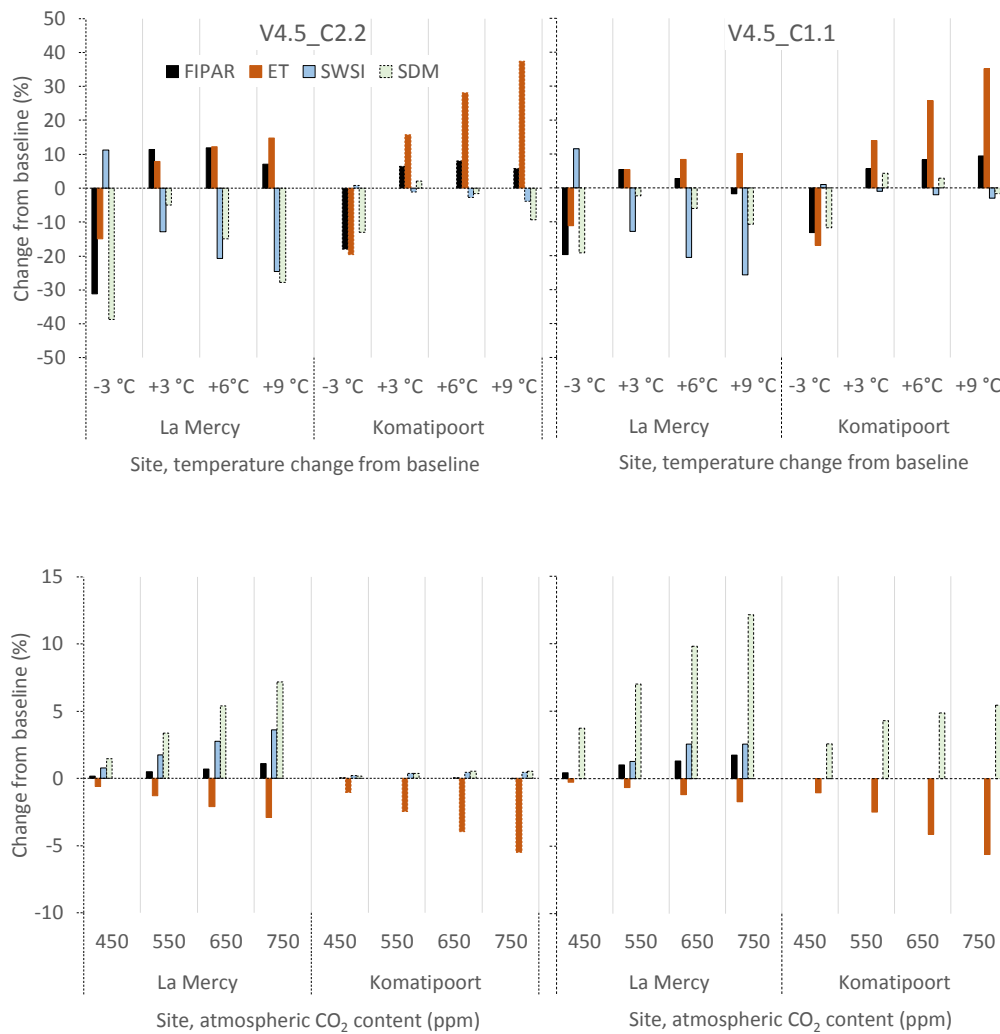 V4.5_C2.2
V4.5_C1.1
FIPAR ET SWSI SDM
Change from baseline (%)
50
40
30
20
10
0
-10
-20
-30
-40
-50
-3 °C +3 °C +6°C +9 °C -3 °C +3 °C +6°C +9 °C
-3 °C +3 °C +6°C +9 °C -3 °C +3 °C +6°C +9 °C
La Mercy Komatipoort
La Mercy Komatipoort
Site, temperature change from baseline
Site, temperature change from baseline
Change from baseline (%)
15
10
5
0
-5
-10
450 550 650 750 450 550 650 750
450 550 650 750 450 550 650 750
La Mercy Komatipoort
La Mercy Komatipoort
Site, atmospheric CO₂ content (ppm)
Site, atmospheric CO₂ content (ppm)